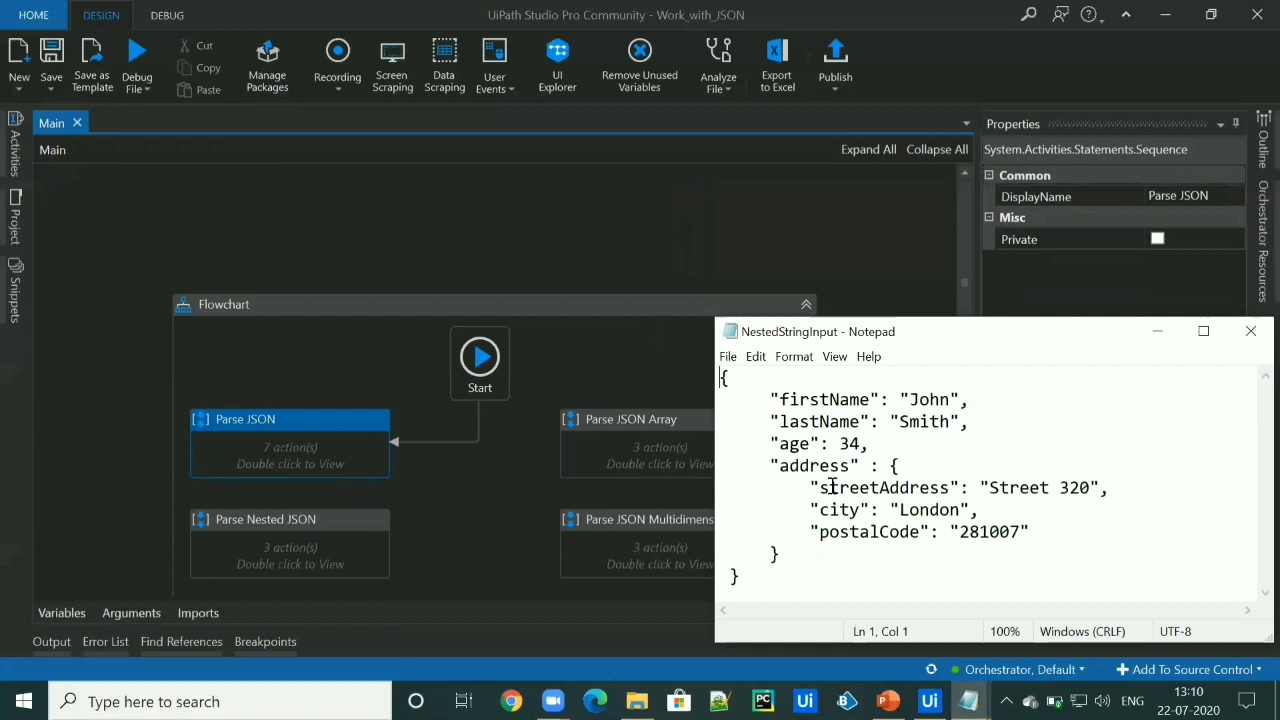 HOME DESIGN DEBUG
UiPath Studio Pro Community - Work_with_JSON
New Save Save as Template Debug File Cut Copy Paste Manage Packages Recording Screen Scraping Data Scraping User Events UI Explorer Remove Unused Variables Analyze File Export to Excel Publish
Main
Main Expand All Collapse All
Activities
Project
Snippets
Flowchart
Start
Parse JSON
7 action(s)
Double click to View
Parse JSON Array
3 action(s)
Double click to View
Parse Nested JSON
3 action(s)
Double click to View
Parse JSON Multidimens
3 action(s)
Double click to View
Properties
System.Activities.Statements.Sequence
Common
DisplayName Parse JSON
Misc
Private
Outline
Orchestrator Resources
NestedStringInput - Notepad
File Edit Format View Help
{
"firstName": "John",
"lastName": "Smith",
"age": 34,
"address" : {
"streetAddress": "Street 320",
"city": "London",
"postalCode": "281007"
}
}
Ln 1, Col 1 100% Windows (CRLF) UTF-8
Variables Arguments Imports
Output Error List Find References Breakpoints
Orchestrator, Default Add To Source Control
Type here to search
PC Ui Ui
ENG
13:10
22-07-2020